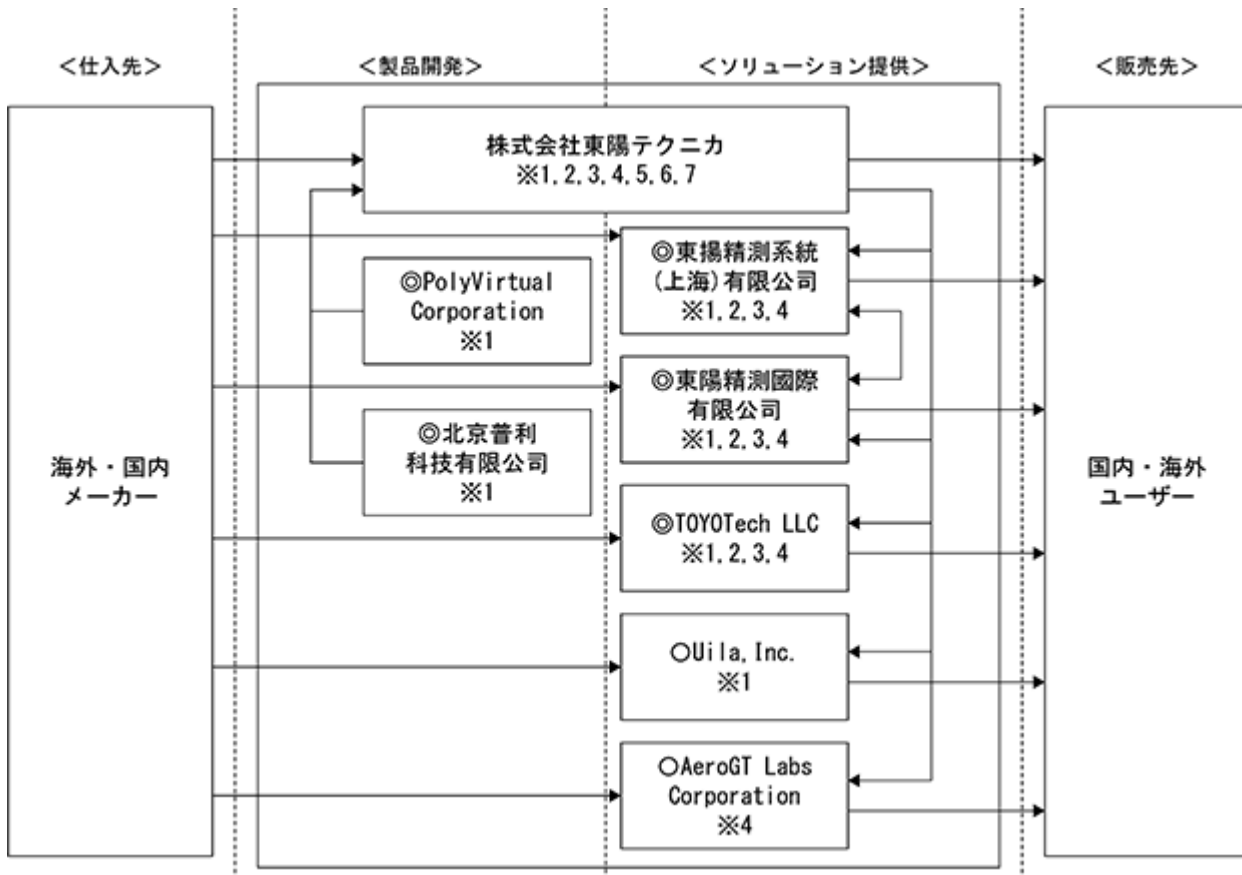 ＜仕入先＞
＜製品開発＞
＜ソリューション提供＞
＜販売先＞
株式会社東陽テクニカ
※1,2,3,4,5,6,7
◎東揚精測系統
(上海)有限公司
※1,2,3,4
◎PolyVirtual
Corporation
※1
◎東陽精測國際
有限公司
※1,2,3,4
◎北京普利
科技有限公司
※1
海外・国内
メーカー
国内・海外
ユーザー
◎TOYOTech LLC
※1,2,3,4
○Uila,Inc.
※1
○AeroGT Labs
Corporation
※4